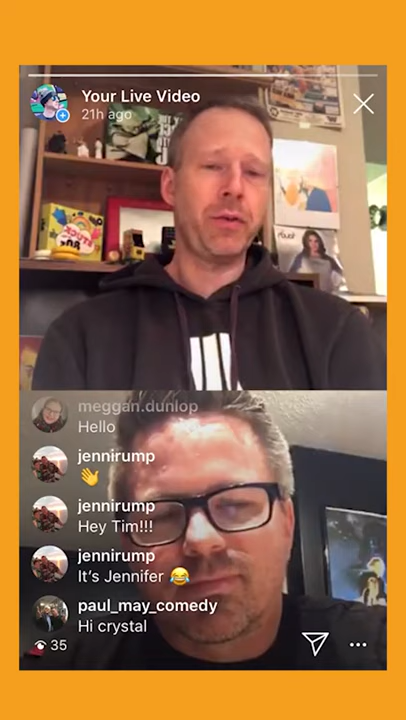 Your Live Video
21h ago
meggan.dunlop
Hello
jennirump
👋
jennirump
Hey Tim!!!
jennirump
It's Jennifer 😂
paul_may_comedy
Hi crystal
35